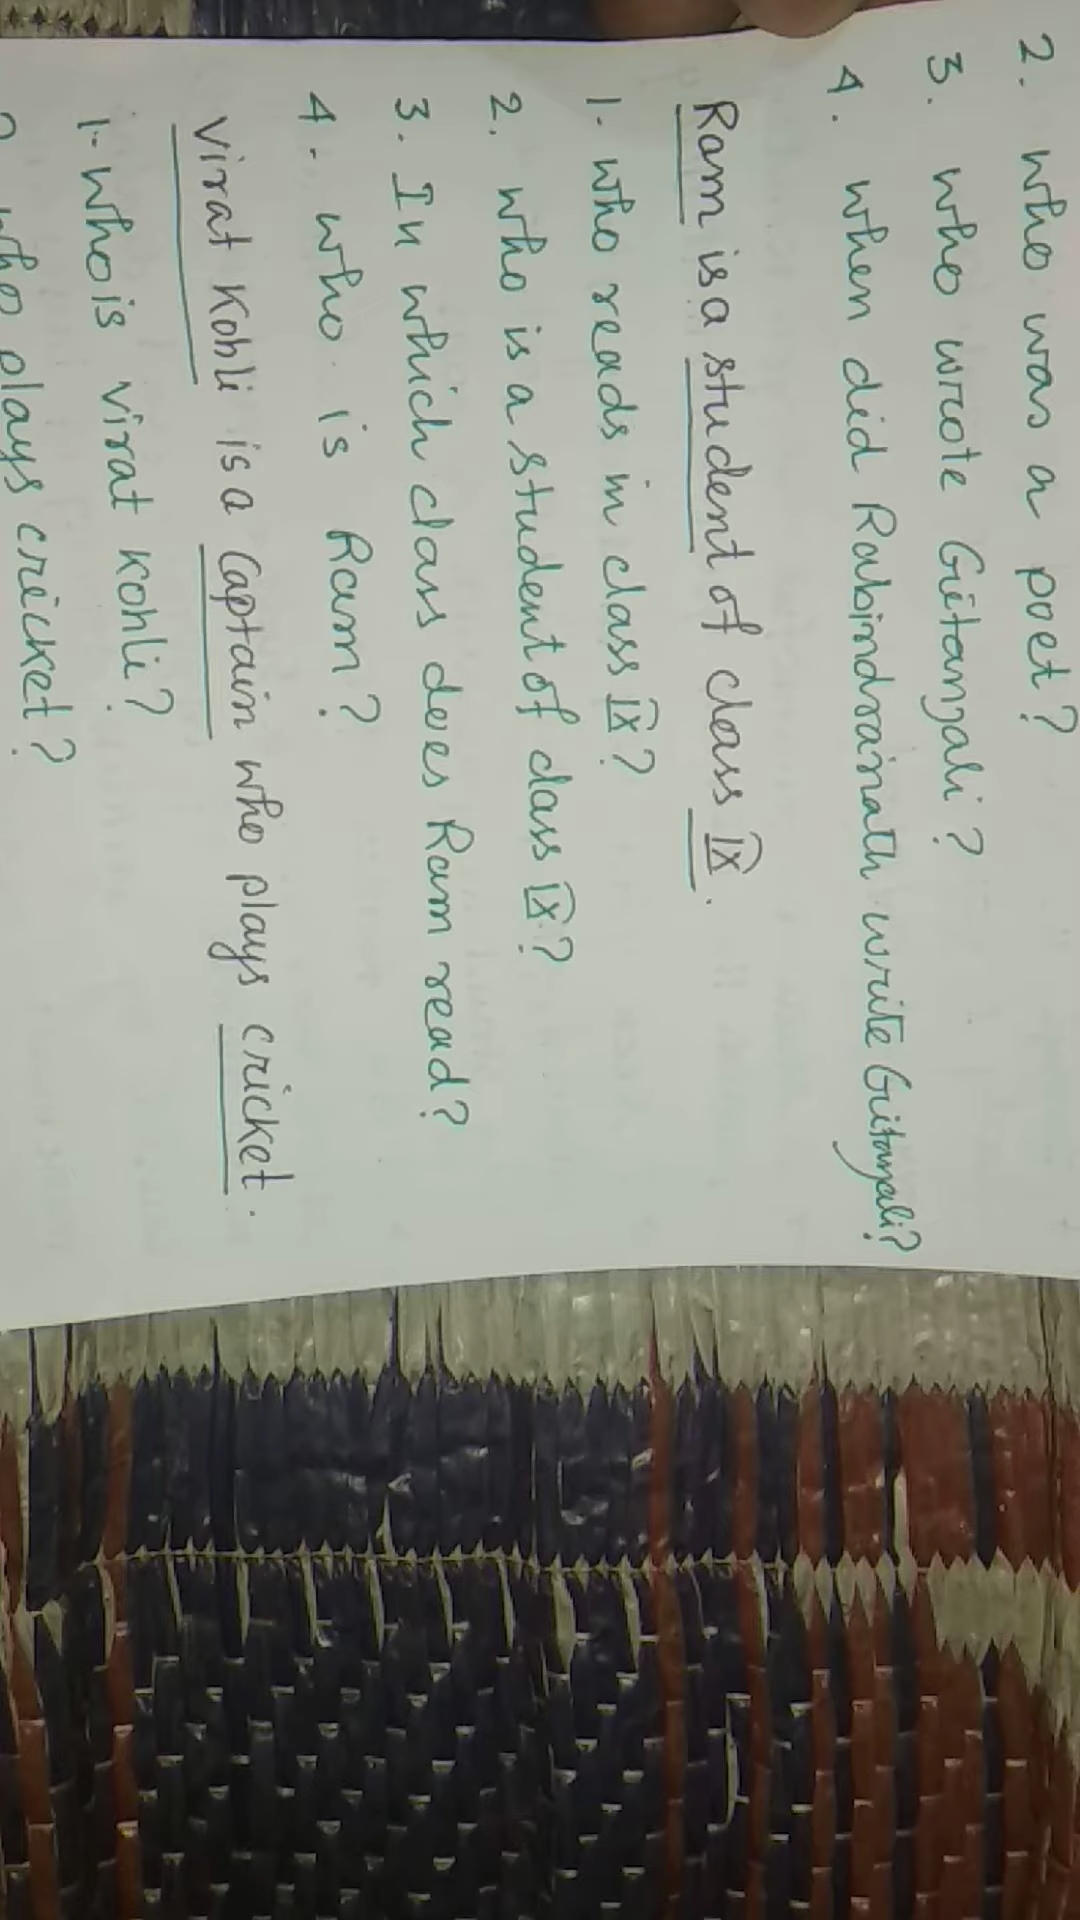 2. who was a poet?
3. who wrote Gitanjali?
4. when did Rabindranath write Gitanjali?
Ram is a student of class IX.
1. who reads in class IX?
2. who is a student of class IX?
3. In which class does Ram read?
4. who is Ram?
Virat Kohli is a Captain who plays cricket.
1. who is virat kohli?
who plays cricket?